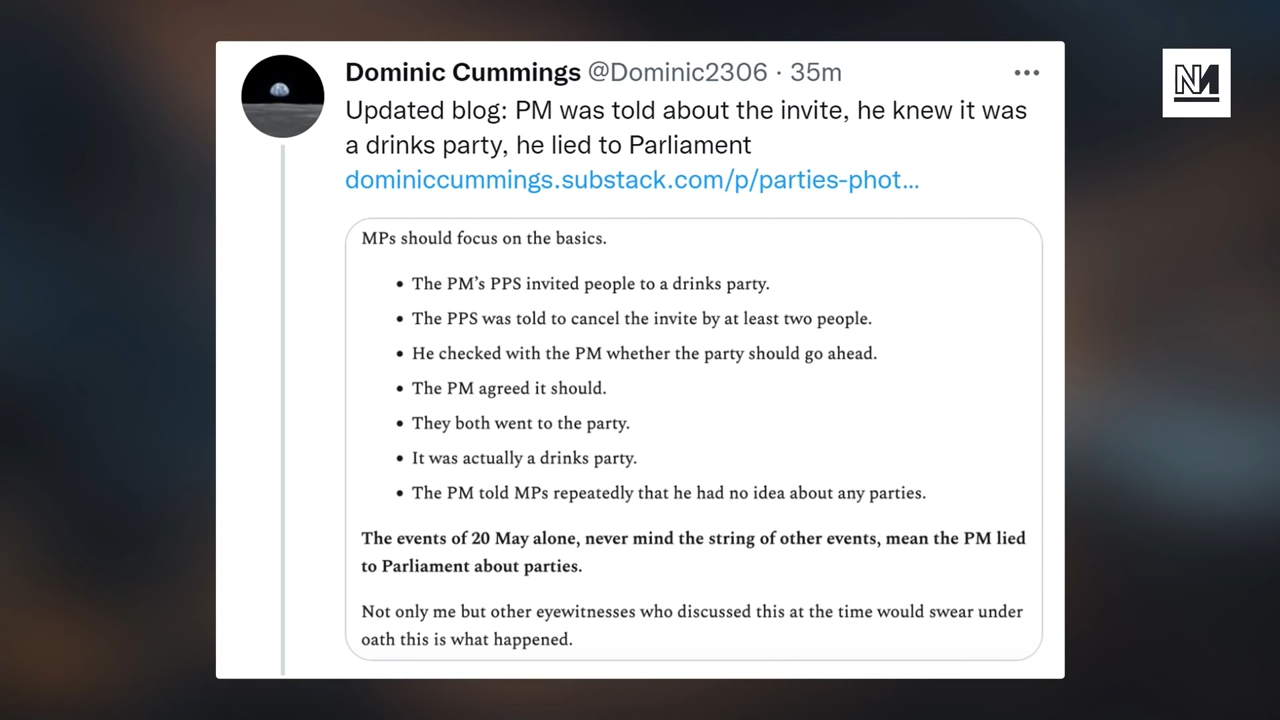 Dominic Cummings @Dominic2306 · 35m
Updated blog: PM was told about the invite, he knew it was
a drinks party, he lied to Parliament
dominiccummings.substack.com/p/parties-phot...
MPs should focus on the basics.
• The PM’s PPS invited people to a drinks party.
• The PPS was told to cancel the invite by at least two people.
• He checked with the PM whether the party should go ahead.
• The PM agreed it should.
• They both went to the party.
• It was actually a drinks party.
• The PM told MPs repeatedly that he had no idea about any parties.
The events of 20 May alone, never mind the string of other events, mean the PM lied
to Parliament about parties.
Not only me but other eyewitnesses who discussed this at the time would swear under
oath this is what happened.
NM